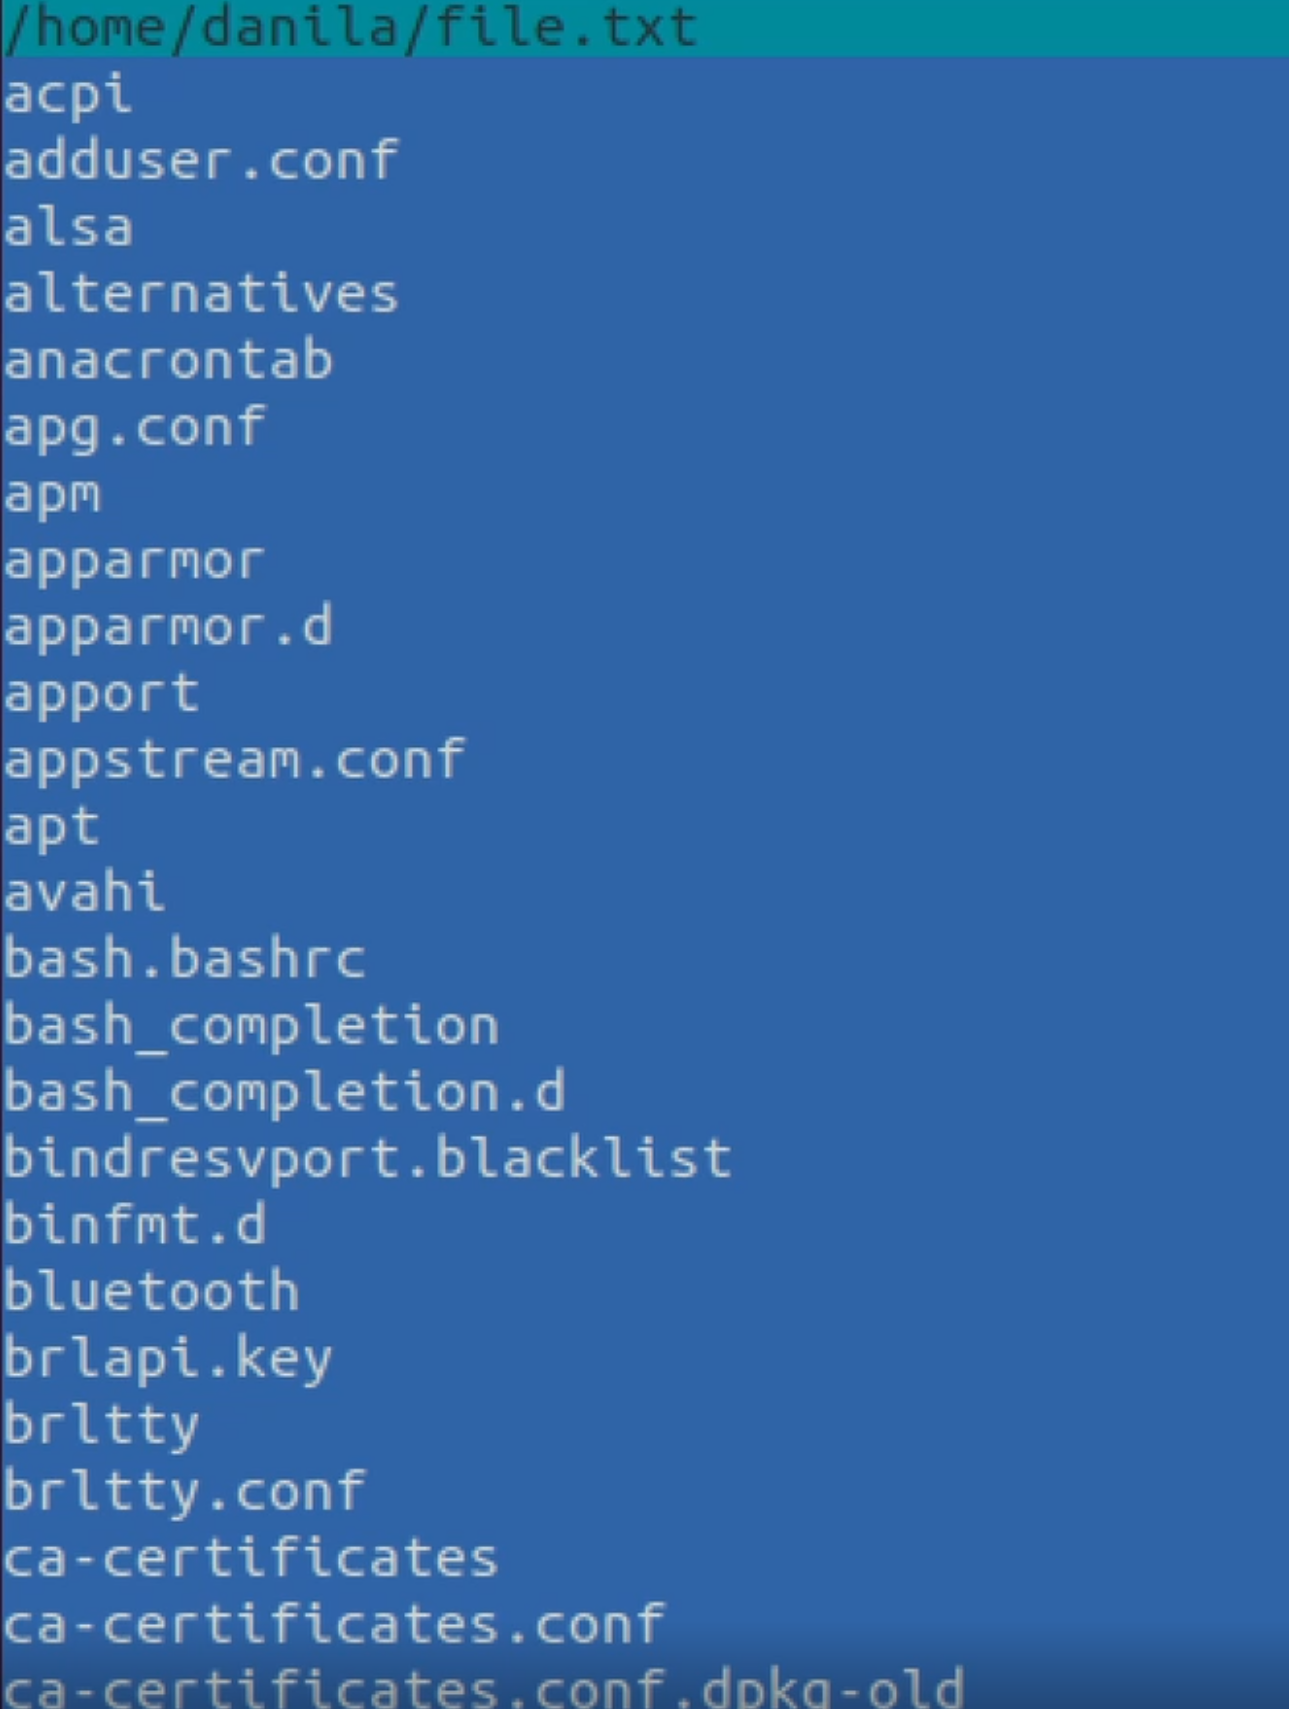 /home/danila/file.txt
acpi
adduser.conf
alsa
alternatives
anacrontab
apg.conf
apm
apparmor
apparmor.d
apport
appstream.conf
apt
avahi
bash.bashrc
bash_completion
bash_completion.d
bindresvport.blacklist
binfmt.d
bluetooth
brlapi.key
brltty
brltty.conf
ca-certificates
ca-certificates.conf
ca-certificates.conf.dpkg-old